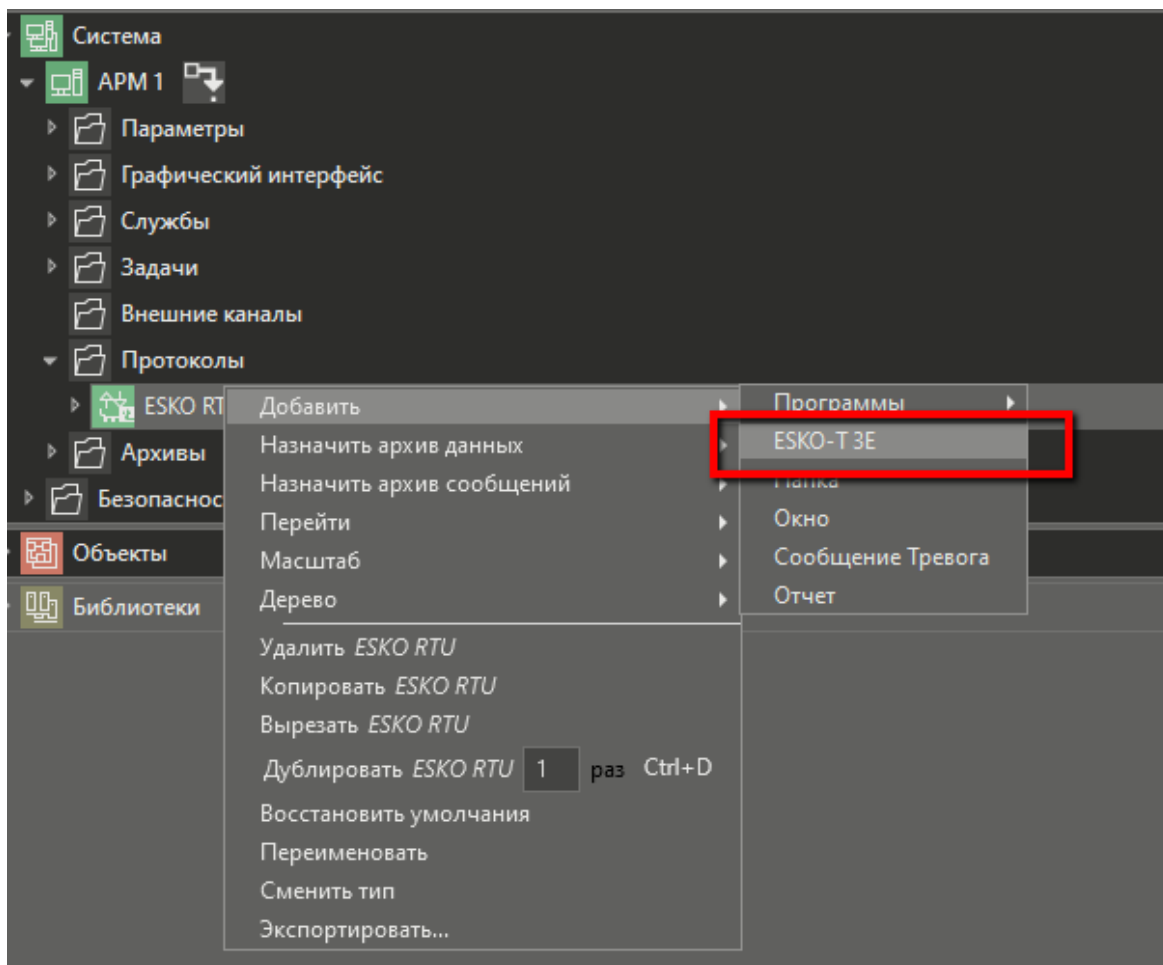 Система
АРМ 1
Параметры
Графический интерфейс
Службы
Задачи
Внешние каналы
Протоколы
ESKO RT
Архивы
Безопаснос
Объекты
Библиотеки
Добавить
Назначить архив данных
Назначить архив сообщений
Перейти
Масштаб
Дерево
Удалить ESKO RTU
Копировать ESKO RTU
Вырезать ESKO RTU
Дублировать ESKO RTU 1 раз Ctrl+D
Восстановить умолчания
Переименовать
Сменить тип
Экспортировать...
Программы
ESKO-T 3E
Папка
Окно
Сообщение Тревога
Отчет